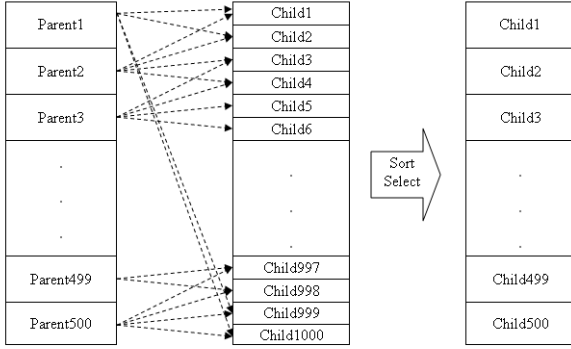 Parent1
Parent2
Parent3
.
.
.
Parent499
Parent500
Child1
Child2
Child3
Child4
Child5
Child6
.
.
.
Child997
Child998
Child999
Child1000
Sort
Select
Child1
Child2
Child3
.
.
.
Child499
Child500